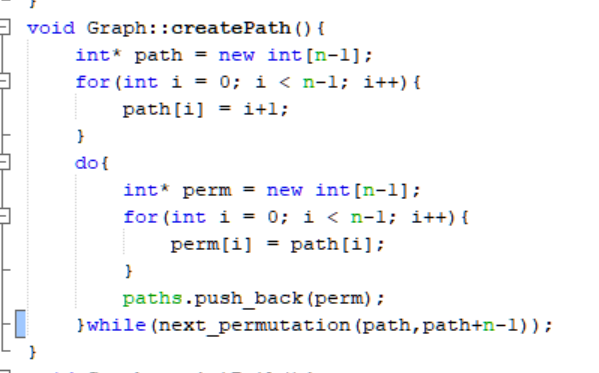 }
void Graph::createPath(){
int* path = new int[n-1];
for(int i = 0; i < n-1; i++){
path[i] = i+1;
}
do{
int* perm = new int[n-1];
for(int i = 0; i < n-1; i++){
perm[i] = path[i];
}
paths.push_back(perm);
}while(next_permutation(path,path+n-1));
}